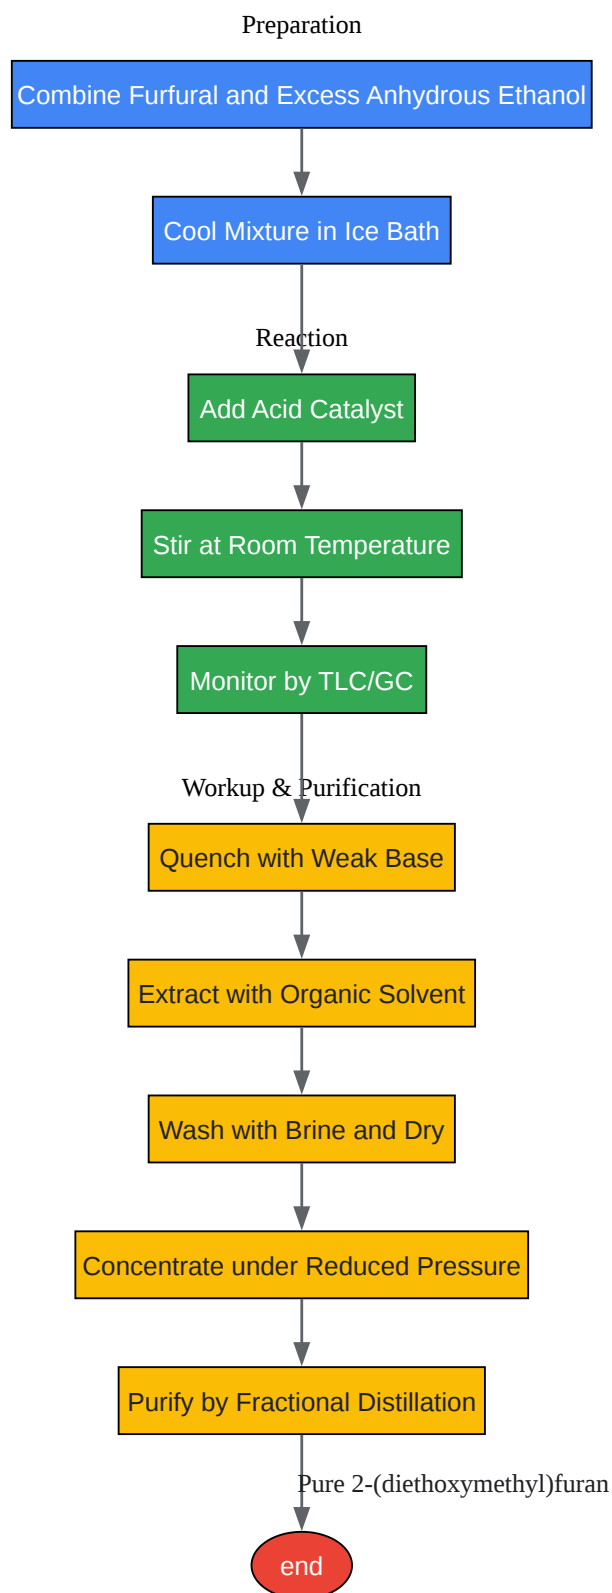 Preparation
Combine Furfural and Excess Anhydrous Ethanol
Cool Mixture in Ice Bath
Reaction
Add Acid Catalyst
Stir at Room Temperature
Monitor by TLC/GC
Workup & Purification
Quench with Weak Base
Extract with Organic Solvent
Wash with Brine and Dry
Concentrate under Reduced Pressure
Purify by Fractional Distillation
Pure 2-(diethoxymethyl)furan
end